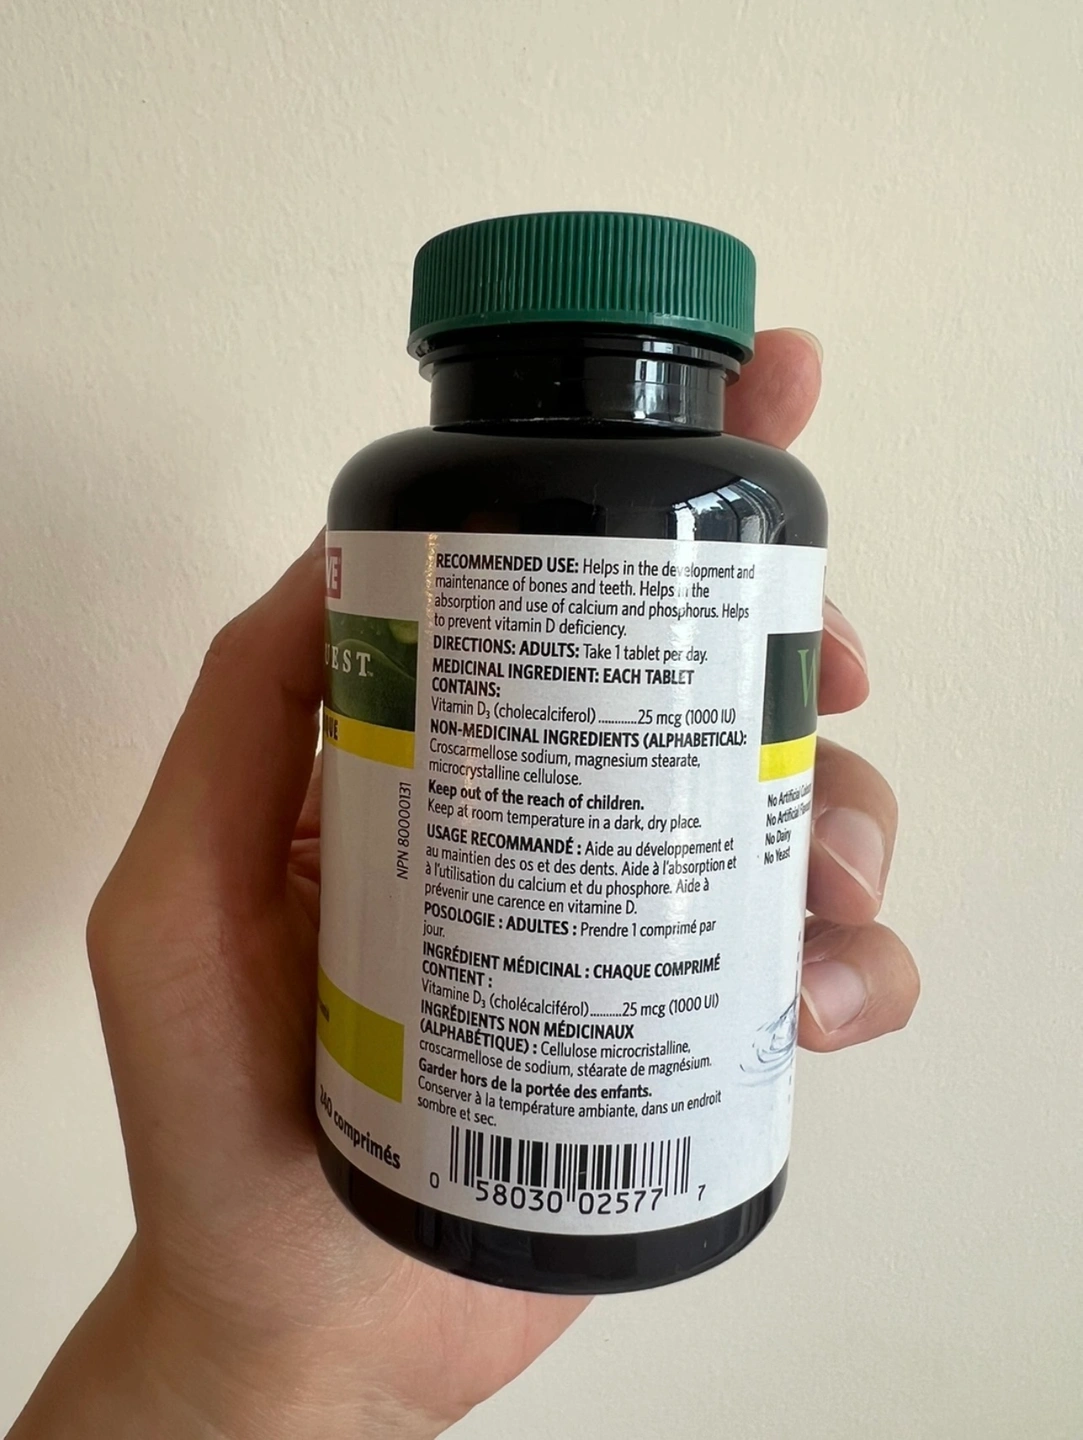 VE
UEST™
QUE
240 comprimés
NPN 80000131
RECOMMENDED USE: Helps in the development and
maintenance of bones and teeth. Helps in the
absorption and use of calcium and phosphorus. Helps
to prevent vitamin D deficiency.
DIRECTIONS: ADULTS: Take 1 tablet per day.
MEDICINAL INGREDIENT: EACH TABLET
CONTAINS:
Vitamin D₃ (cholecalciferol)............25 mcg (1000 IU)
NON-MEDICINAL INGREDIENTS (ALPHABETICAL):
Croscarmellose sodium, magnesium stearate,
microcrystalline cellulose.
Keep out of the reach of children.
Keep at room temperature in a dark, dry place.
USAGE RECOMMANDÉ : Aide au développement et
au maintien des os et des dents. Aide à l'absorption et
à l'utilisation du calcium et du phosphore. Aide à
prévenir une carence en vitamine D.
POSOLOGIE : ADULTES : Prendre 1 comprimé par
jour.
INGRÉDIENT MÉDICINAL : CHAQUE COMPRIMÉ
CONTIENT :
Vitamine D₃ (cholécalciférol)..........25 mcg (1000 UI)
INGRÉDIENTS NON MÉDICINAUX
(ALPHABÉTIQUE) : Cellulose microcristalline,
croscarmellose de sodium, stéarate de magnésium.
Garder hors de la portée des enfants.
Conserver à la température ambiante, dans un endroit
sombre et sec.
0 58030 02577 7
W
No Artificial
No Artificial
No Dairy
No Yeast